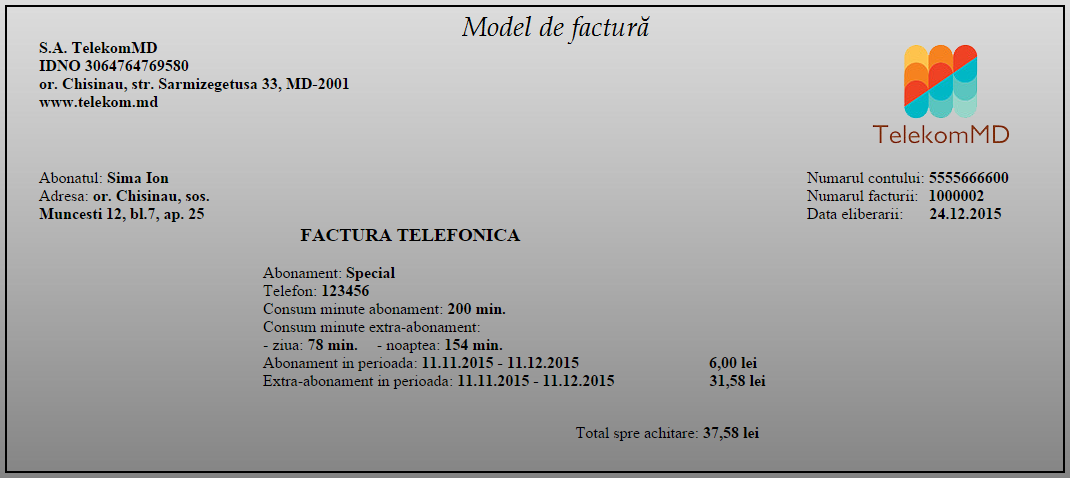 Model de factură
S.A. TelekomMD
IDNO 3064764769580
or. Chisinau, str. Sarmizegetusa 33, MD-2001
www.telekom.md
TelekomMD
Abonatul: Sima Ion
Adresa: or. Chisinau, sos.
Muncesti 12, bl.7, ap. 25
Numarul contului: 5555666600
Numarul facturii: 1000002
Data eliberarii: 24.12.2015
FACTURA TELEFONICA
Abonament: Special
Telefon: 123456
Consum minute abonament: 200 min.
Consum minute extra-abonament:
- ziua: 78 min. - noaptea: 154 min.
Abonament in perioada: 11.11.2015 - 11.12.2015 6,00 lei
Extra-abonament in perioada: 11.11.2015 - 11.12.2015 31,58 lei
Total spre achitare: 37,58 lei